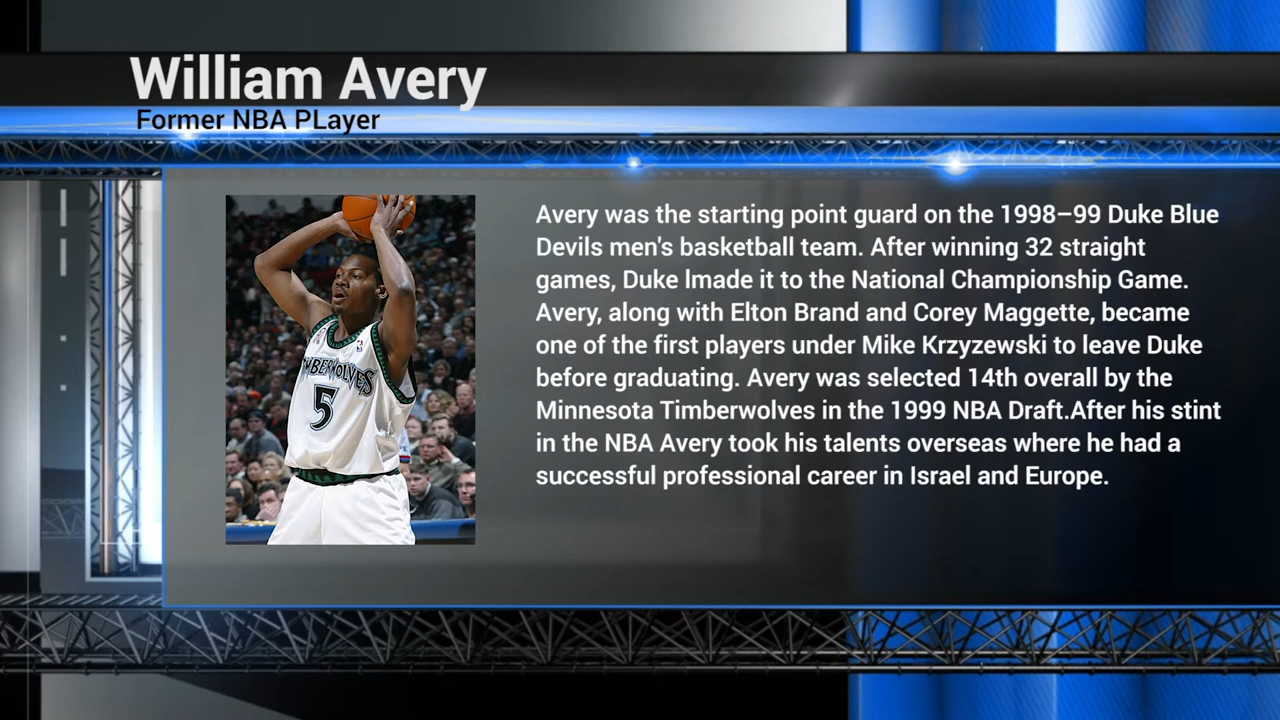 William Avery
Former NBA PLayer
Avery was the starting point guard on the 1998–99 Duke Blue
Devils men's basketball team. After winning 32 straight
games, Duke lmade it to the National Championship Game.
Avery, along with Elton Brand and Corey Maggette, became
one of the first players under Mike Krzyzewski to leave Duke
before graduating. Avery was selected 14th overall by the
Minnesota Timberwolves in the 1999 NBA Draft.After his stint
in the NBA Avery took his talents overseas where he had a
successful professional career in Israel and Europe.
MBERWOLVES
5